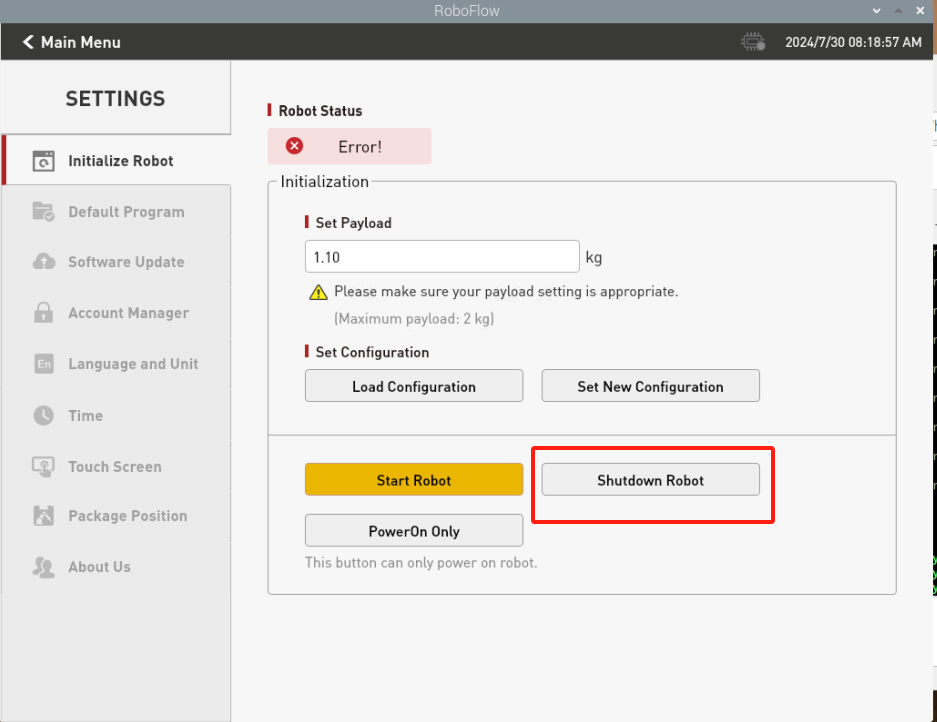 RoboFlow
Main Menu
2024/7/30 08:18:57 AM
SETTINGS
Initialize Robot
Default Program
Software Update
Account Manager
En
Language and Unit
Time
Touch Screen
Package Position
About Us
Robot Status
Error!
Initialization
Set Payload
1.10 kg
Please make sure your payload setting is appropriate.
(Maximum payload: 2 kg)
Set Configuration
Load Configuration
Set New Configuration
Start Robot
Shutdown Robot
PowerOn Only
This button can only power on robot.